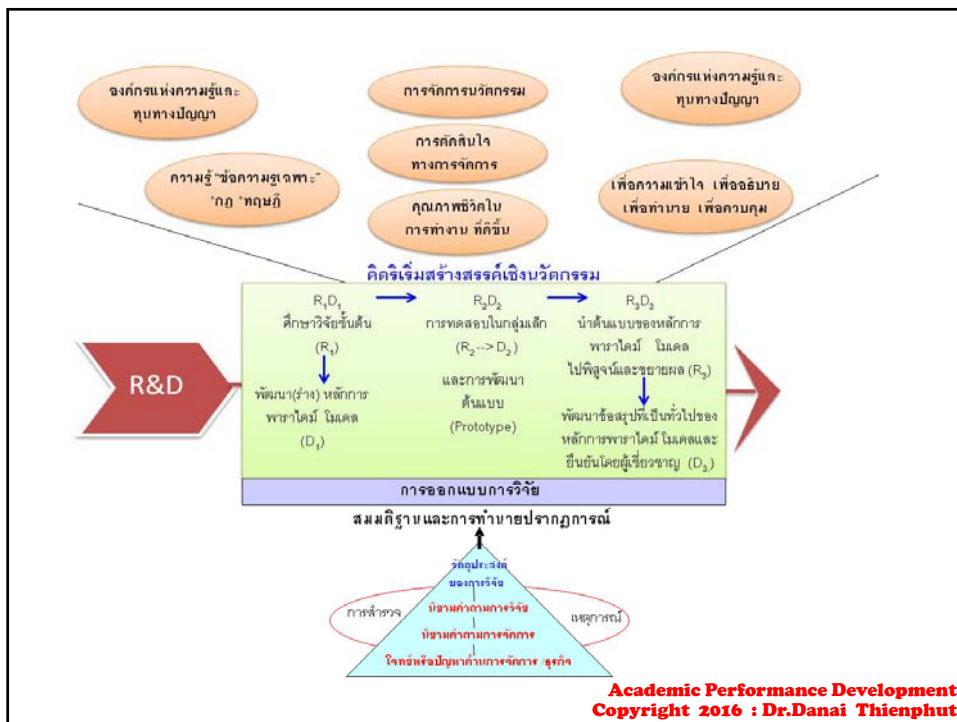 องค์กรแห่งความรู้และ
ทุนทางปัญญา
การจัดการนวัตกรรม
องค์กรแห่งความรู้และ
ทุนทางปัญญา
การตัดสินใจ
ทางการจัดการ
ความรู้ "ข้อความรู้เฉพาะ"
"กฎ "ทฤษฎี
คุณภาพชีวิตใน
การทำงาน ที่ดีขึ้น
เพื่อความเข้าใจ เพื่ออธิบาย
เพื่อทำนาย เพื่อควบคุม
คิดริเริ่มสร้างสรรค์เชิงนวัตกรรม
R&D
R1D1
ศึกษาวิจัยขั้นต้น
(R1)
พัฒนา(ร่าง) หลักการ
พาราไดม์ โมเดล
(D1)
R2D2
การทดสอบในกลุ่มเล็ก
(R2--> D2)
และการพัฒนา
ต้นแบบ
(Prototype)
R3D3
นำต้นแบบของหลักการ
พาราไดม์ โมเดล
ไปพิสูจน์และขยายผล (R3)
พัฒนาข้อสรุปที่เป็นทั่วไปของ
หลักการพาราไดม์ โมเดลและ
ยืนยันโดยผู้เชี่ยวชาญ (D3)
การออกแบบการวิจัย
สมมติฐานและการทำนายปรากฏการณ์
วัตถุประสงค์
ของการวิจัย
การสำรวจ
นิยามคำถามการวิจัย
เหตุการณ์
นิยามคำถามการจัดการ
โจทย์หรือปัญหาด้านการจัดการ /ธุรกิจ
Academic Performance Development
Copyright 2016 : Dr.Danai Thienphut